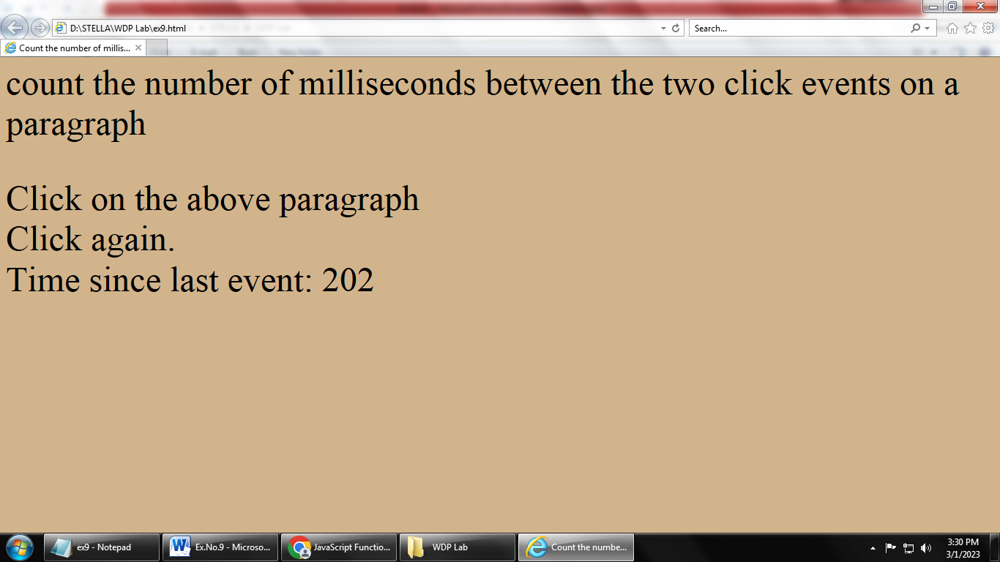 D:\STELLA\WDP Lab\ex9.html
Search...
Count the number of millis...
count the number of milliseconds between the two click events on a
paragraph
Click on the above paragraph
Click again.
Time since last event: 202
ex9 - Notepad
Ex.No.9 - Microso...
JavaScript Functio...
WDP Lab
Count the numbe...
3:30 PM
3/1/2023